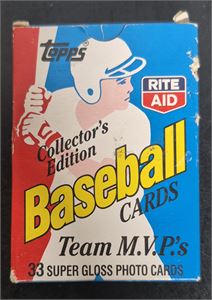 Topps
RITE
AID
Collector's
Edition
Baseball
CARDS
Team M.V.P.'s
33 SUPER GLOSS PHOTO CARDS